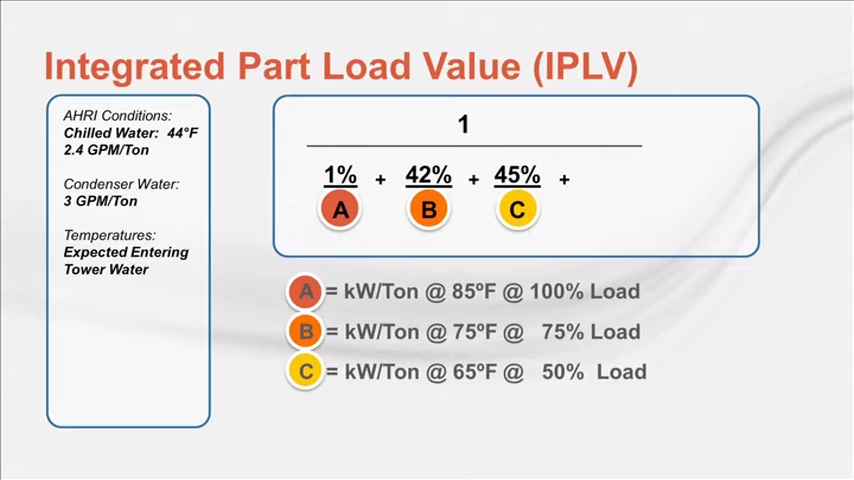 Integrated Part Load Value (IPLV)
AHRI Conditions:
Chilled Water: 44°F
2.4 GPM/Ton
Condenser Water:
3 GPM/Ton
Temperatures:
Expected Entering
Tower Water
1
1% + 42% + 45% +
A B C
A = kW/Ton @ 85ºF @ 100% Load
B = kW/Ton @ 75ºF @ 75% Load
C = kW/Ton @ 65ºF @ 50% Load